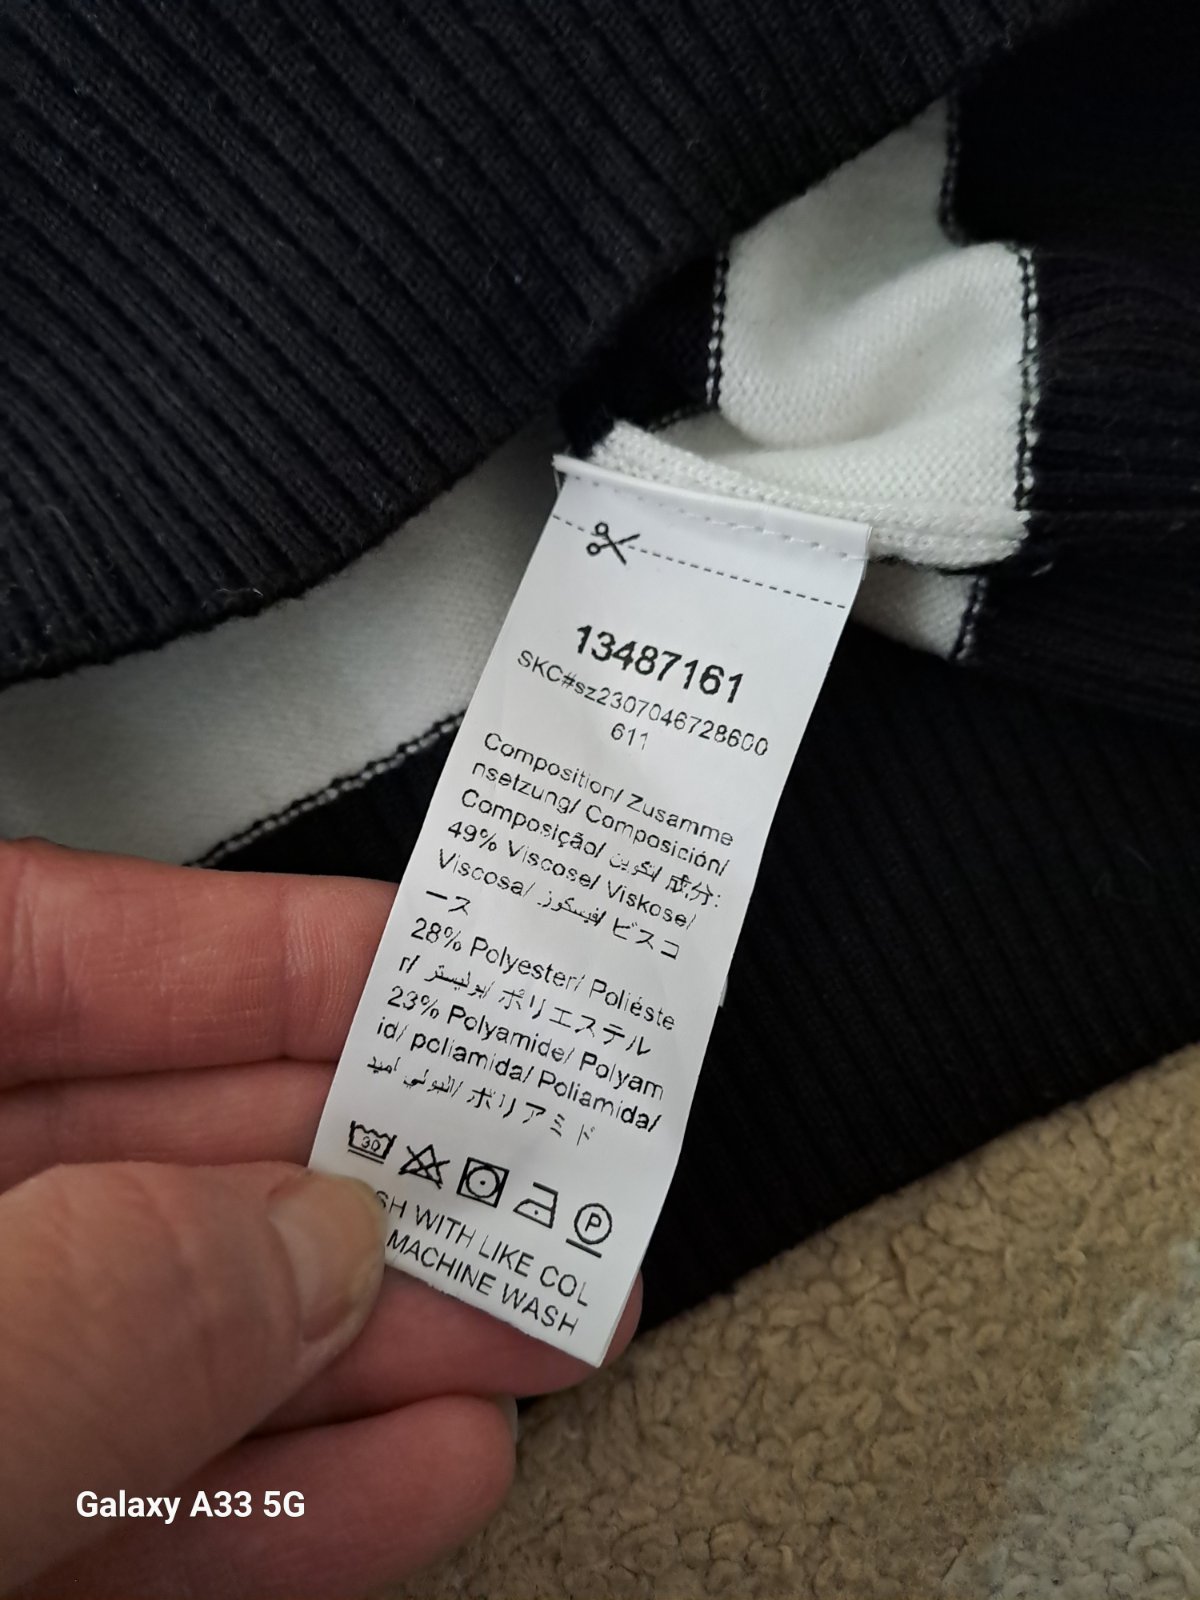 13487161
SKC#sz2307046728600
611
Composition/ Zusamme
nsetzung/ Composición/
Composição/ تكوين/ 成分:
49% Viscose/ Viskose/
Viscosa/ فيسكوز/ ビスコ
ース
28% Polyester/ Poliéste
r/ بوليستر/ ポリエステル
23% Polyamide/ Polyam
id/ poliamida/ Poliamida/
البولي أميد/ ポリアミド
30
P
SH WITH LIKE COL
MACHINE WASH
Galaxy A33 5G